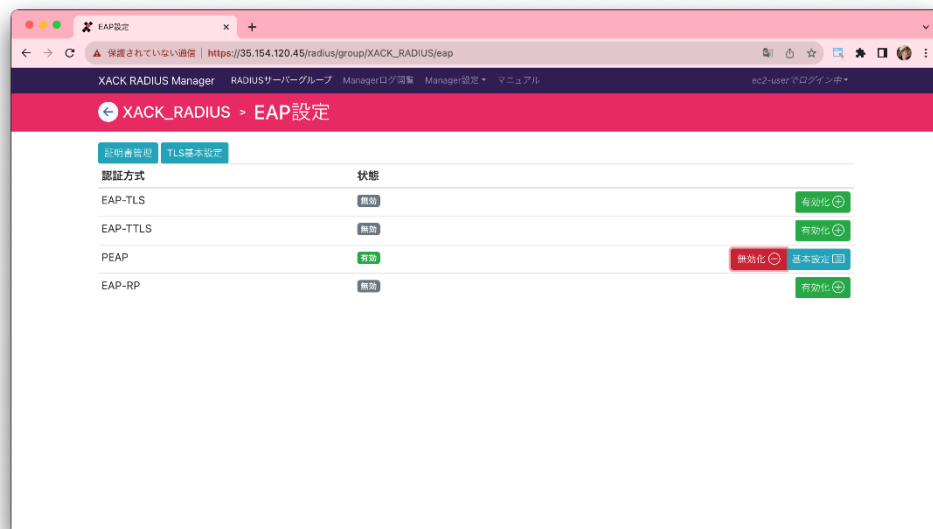 EAP設定
保護されていない通信 | https://35.154.120.45/radius/group/XACK_RADIUS/eap
XACK RADIUS Manager RADIUSサーバーグループ Managerログ閲覧 Manager設定 マニュアル ec2-userでログイン中
XACK_RADIUS > EAP設定
証明書管理 TLS基本設定
認証方式 状態
EAP-TLS 無効 有効化
EAP-TTLS 無効 有効化
PEAP 有効 無効化 基本設定
EAP-RP 無効 有効化